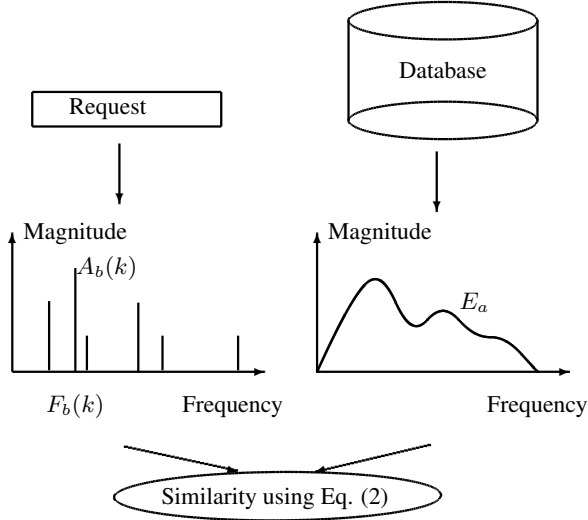 Database
Request
Magnitude
A_b(k)
F_b(k)
Frequency
Magnitude
E_a
Frequency
Similarity using Eq. (2)